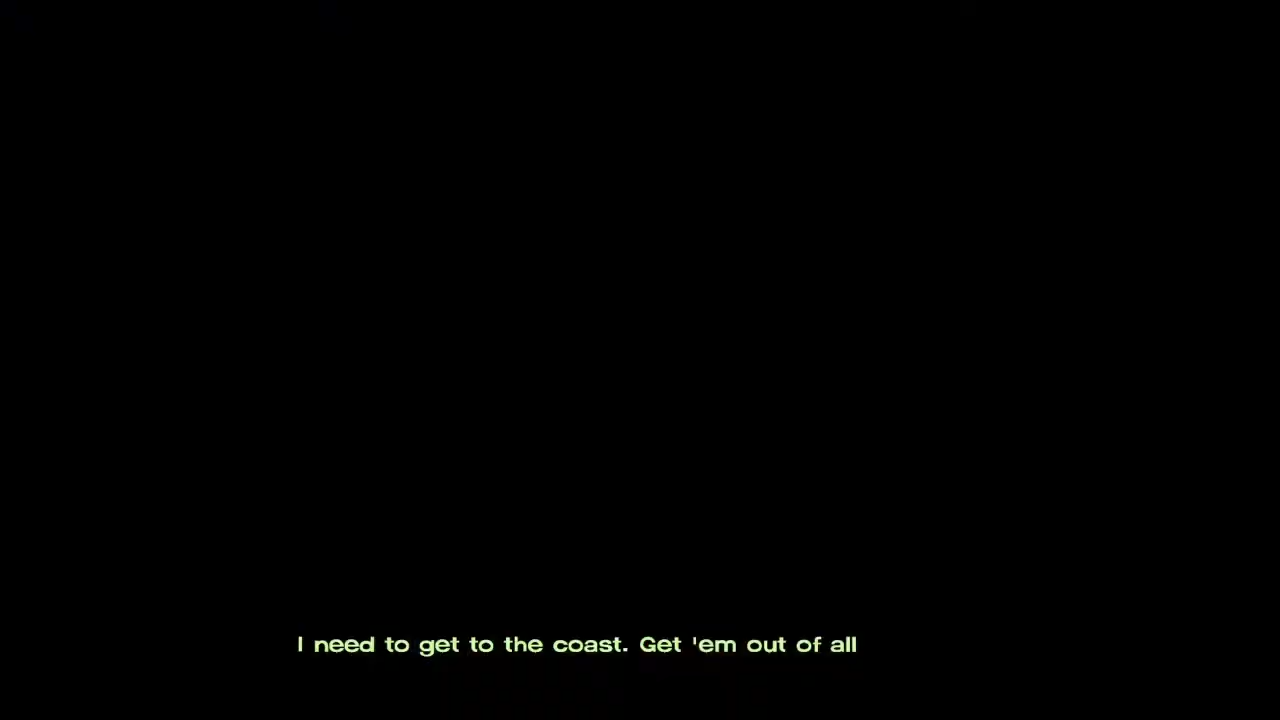 I need to get to the coast. Get 'em out of all